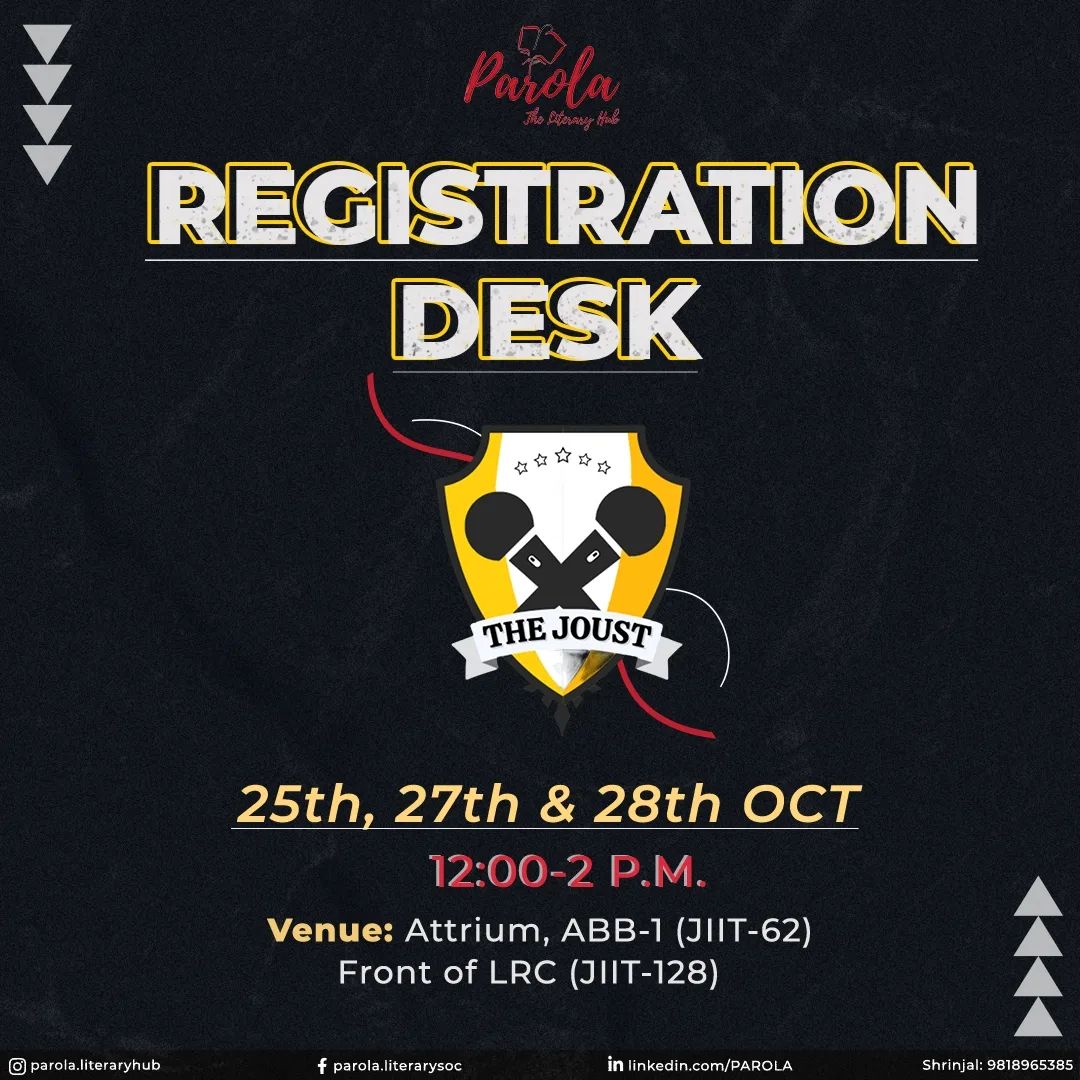 Parola
The Literary Hub
REGISTRATION
DESK
THE JOUST
25th, 27th & 28th OCT
12:00-2 P.M.
Venue: Attrium, ABB-1 (JIIT-62)
Front of LRC (JIIT-128)
parola.literaryhub
parola.literarysoc
linkedin.com/PAROLA
Shrinjal: 9818965385